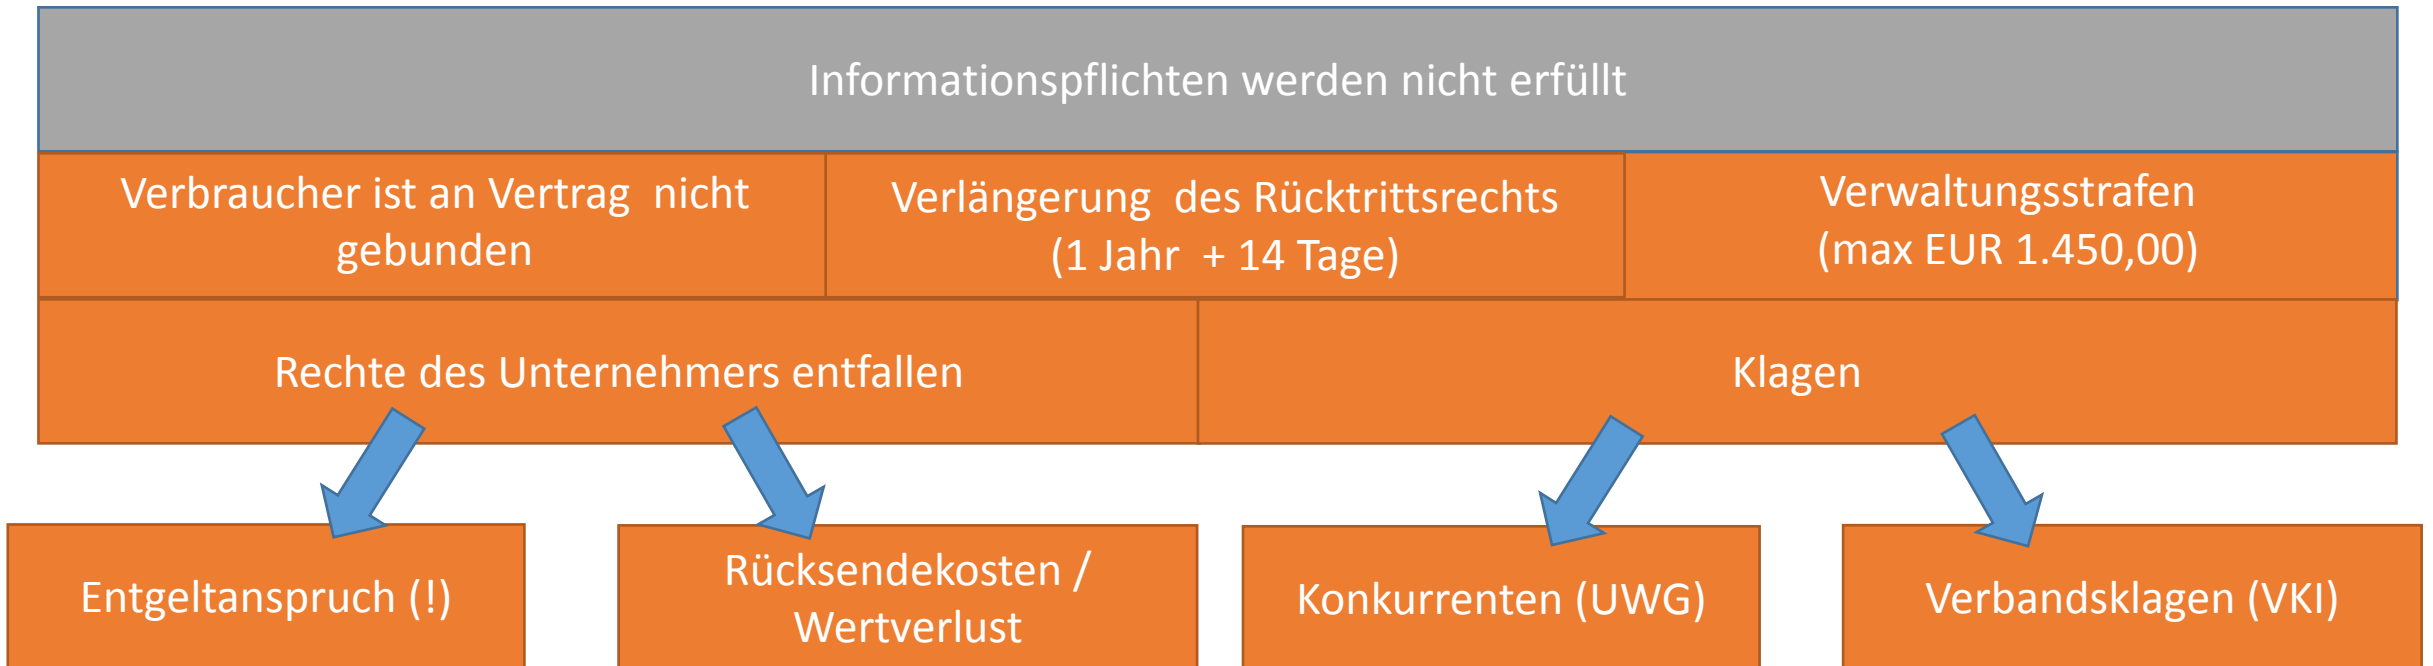 Informationspflichten werden nicht erfüllt
Verbraucher ist an Vertrag  nicht
gebunden
Verlängerung  des Rücktrittsrechts
(1 Jahr  + 14 Tage)
Verwaltungsstrafen
(max EUR 1.450,00)
Rechte des Unternehmers entfallen
Klagen
Entgeltanspruch (!)
Rücksendekosten /
Wertverlust
Konkurrenten (UWG)
Verbandsklagen (VKI)